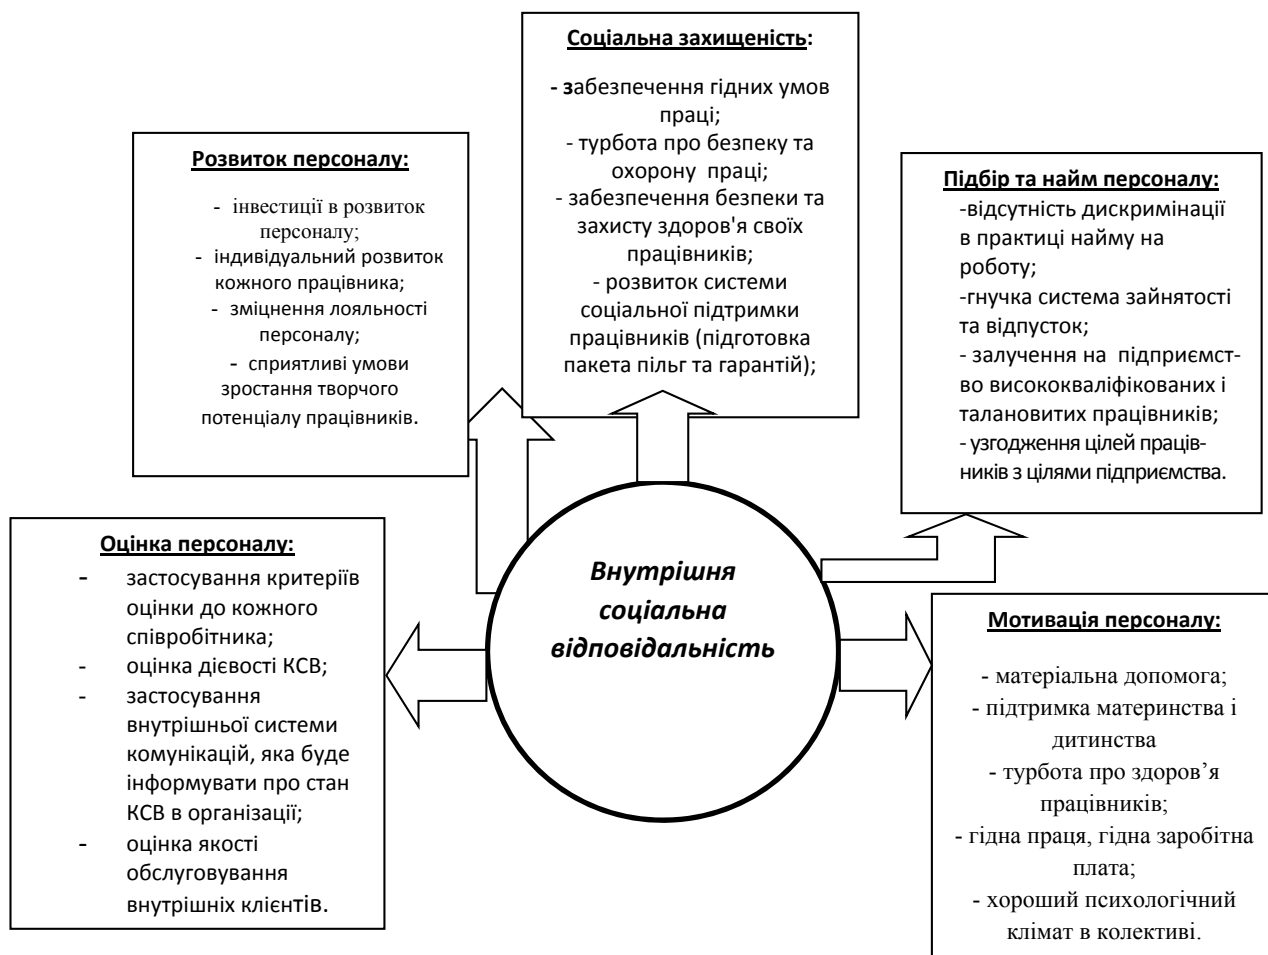 Соціальна захищеність:
- забезпечення гідних умов
праці;
- турбота про безпеку та
охорону праці;
- забезпечення безпеки та
захисту здоров'я своїх
працівників;
- розвиток системи
соціальної підтримки
працівників (підготовка
пакета пільг та гарантій);
Розвиток персоналу:
- інвестиції в розвиток
персоналу;
- індивідуальний розвиток
кожного працівника;
- зміцнення лояльності
персоналу;
- сприятливі умови
зростання творчого
потенціалу працівників.
Підбір та найм персоналу:
-відсутність дискримінації
в практиці найму на
роботу;
-гнучка система зайнятості
та відпусток;
- залучення на підприємст-
во висококваліфікованих і
талановитих працівників;
- узгодження цілей праців-
ників з цілями підприємства.
Оцінка персоналу:
- застосування критеріїв
оцінки до кожного
співробітника;
- оцінка дієвості КСВ;
- застосування
внутрішньої системи
комунікацій, яка буде
інформувати про стан
КСВ в організації;
- оцінка якості
обслуговування
внутрішніх клієнтів.
Внутрішня
соціальна
відповідальність
Мотивація персоналу:
- матеріальна допомога;
- підтримка материнства і
дитинства
- турбота про здоров’я
працівників;
- гідна праця, гідна заробітна
плата;
- хороший психологічний
клімат в колективі.